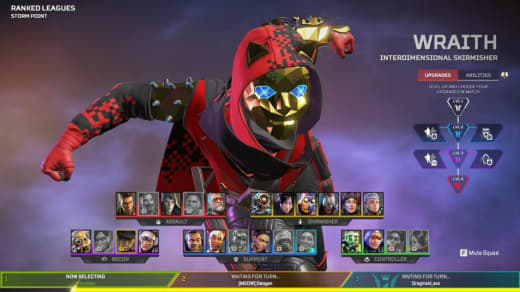 RANKED LEAGUES
STORM POINT
WRAITH
INTERDIMENSIONAL SKIRMISHER
UPGRADES
ABILITIES
LEVEL UP AND CHOOSE YOUR
UPGRADES IN MATCH
LVL 1
LVL 2
LVL 3
LVL 4
ASSAULT
SKIRMISHER
RECON
SUPPORT
CONTROLLER
F Mute Squad
1
NOW SELECTING
2
WAITING FOR TURN...
3
WAITING FOR TURN...